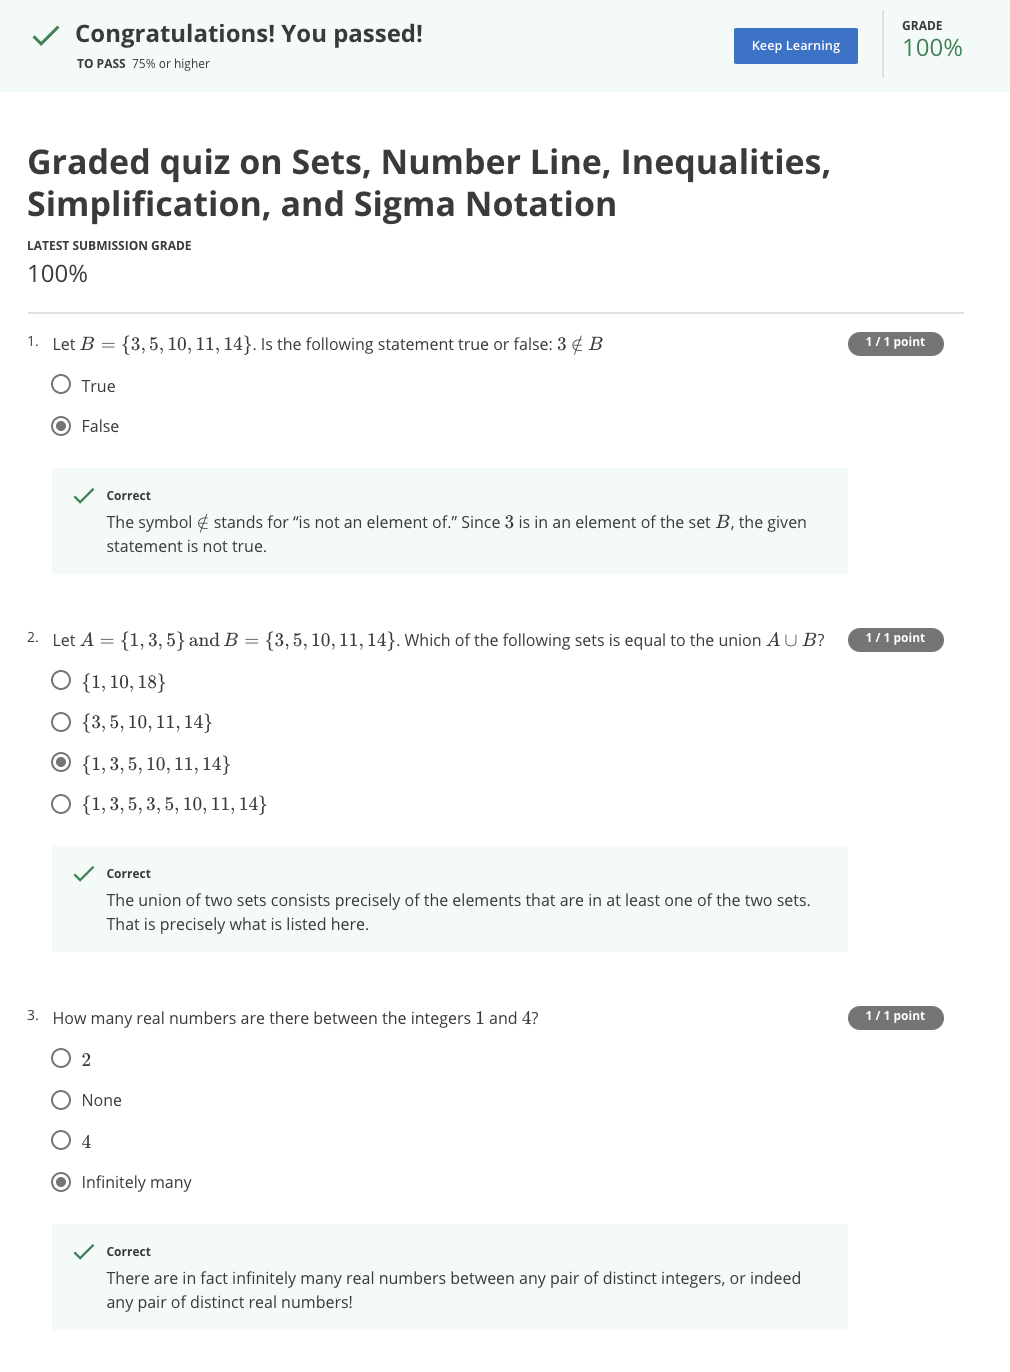 Congratulations! You passed!
TO PASS 75% or higher
Keep Learning
GRADE
100%
Graded quiz on Sets, Number Line, Inequalities,
Simplification, and Sigma Notation
LATEST SUBMISSION GRADE
100%
1. Let B = {3, 5, 10, 11, 14}. Is the following statement true or false: 3 ∉ B
1 / 1 point
True
False
Correct
The symbol ∉ stands for “is not an element of.” Since 3 is in an element of the set B, the given
statement is not true.
2. Let A = {1, 3, 5} and B = {3, 5, 10, 11, 14}. Which of the following sets is equal to the union A ∪ B?
1 / 1 point
{1, 10, 18}
{3, 5, 10, 11, 14}
{1, 3, 5, 10, 11, 14}
{1, 3, 5, 3, 5, 10, 11, 14}
Correct
The union of two sets consists precisely of the elements that are in at least one of the two sets.
That is precisely what is listed here.
3. How many real numbers are there between the integers 1 and 4?
1 / 1 point
2
None
4
Infinitely many
Correct
There are in fact infinitely many real numbers between any pair of distinct integers, or indeed
any pair of distinct real numbers!